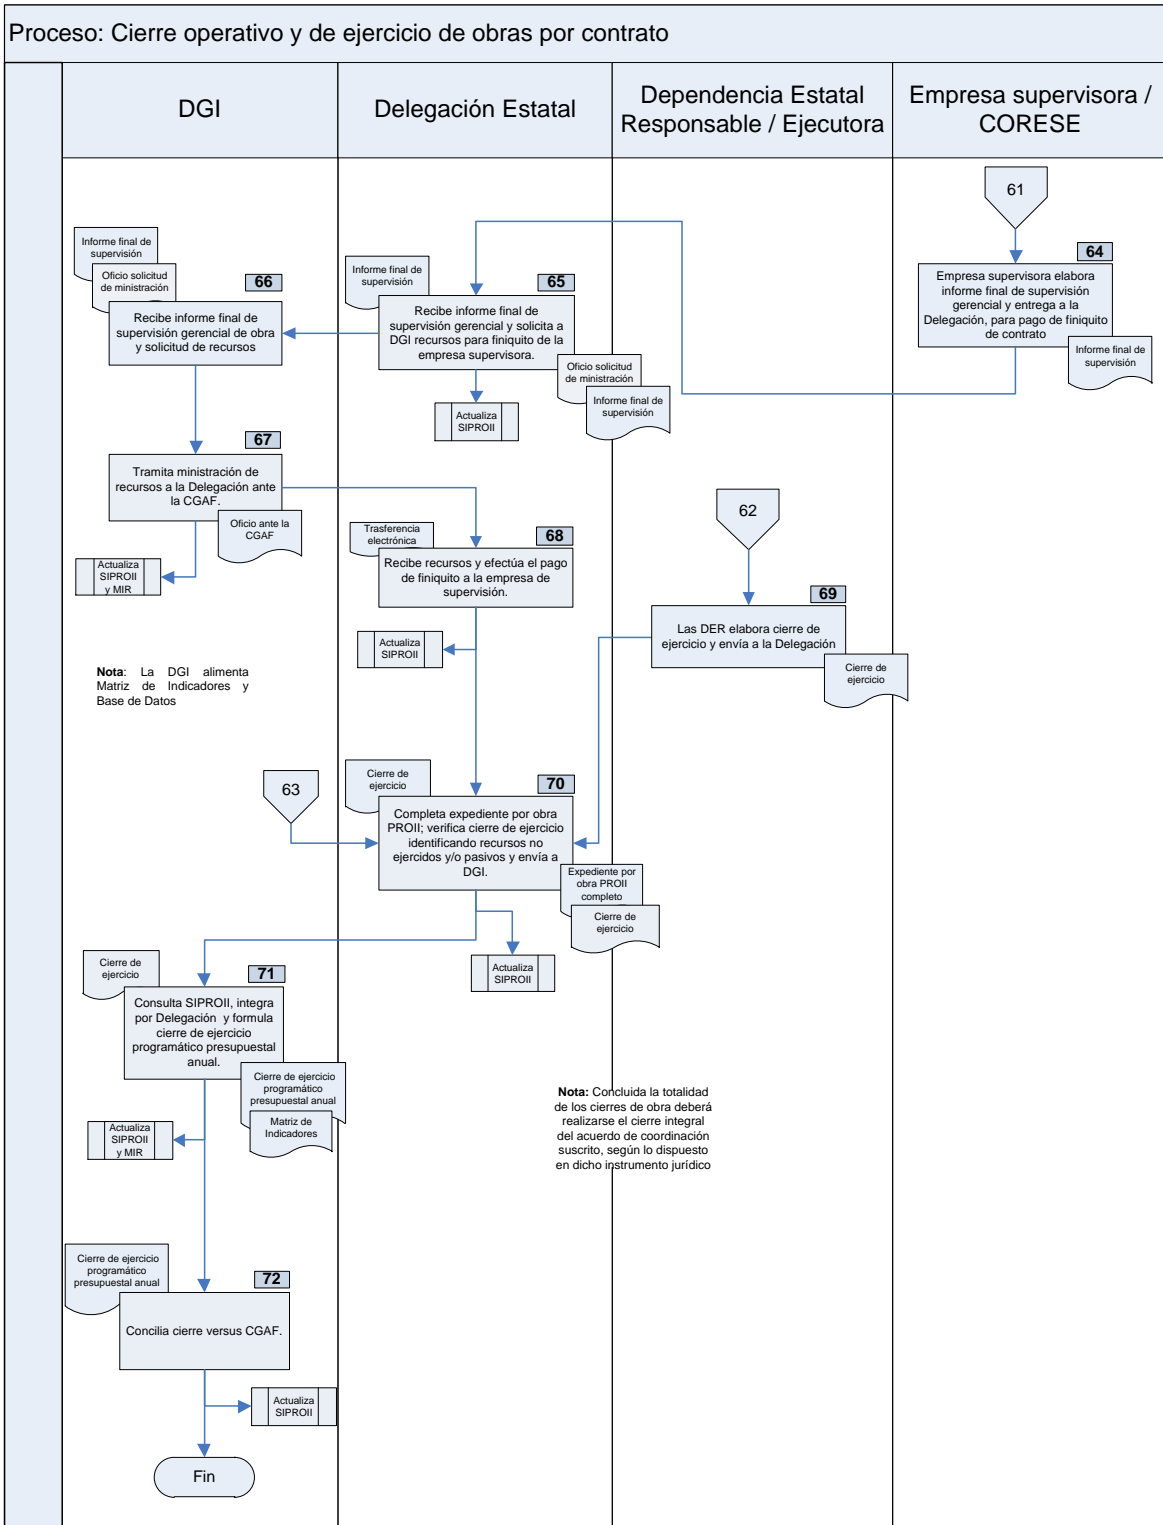 Proceso: Cierre operativo y de ejercicio de obras por contrato
DGI
Delegación Estatal
Dependencia Estatal
Responsable / Ejecutora
Empresa supervisora /
CORESE
61
64
Empresa supervisora elabora
informe final de supervisión
gerencial y entrega a la
Delegación, para pago de finiquito
de contrato
Informe final de
supervisión
Informe final de
supervisión
65
Recibe informe final de
supervisión gerencial y solicita a
DGI recursos para finiquito de la
empresa supervisora.
Oficio solicitud
de ministración
Informe final de
supervisión
Actualiza
SIPROII
Informe final de
supervisión
Oficio solicitud
de ministración
66
Recibe informe final de
supervisión gerencial de obra
y solicitud de recursos
67
Tramita ministración de
recursos a la Delegación ante
la CGAF.
Oficio ante la
CGAF
Actualiza
SIPROII
y MIR
Nota: La DGI alimenta
Matriz de Indicadores y
Base de Datos
Trasferencia
electrónica
68
Recibe recursos y efectúa el pago
de finiquito a la empresa de
supervisión.
Actualiza
SIPROII
62
69
Las DER elabora cierre de
ejercicio y envía a la Delegación
Cierre de
ejercicio
63
Cierre de
ejercicio
70
Completa expediente por obra
PROII; verifica cierre de ejercicio
identificando recursos no
ejercidos y/o pasivos y envía a
DGI.
Expediente por
obra PROII
completo
Cierre de
ejercicio
Actualiza
SIPROII
Cierre de
ejercicio
71
Consulta SIPROII, integra
por Delegación y formula
cierre de ejercicio
programático presupuestal
anual.
Cierre de ejercicio
programático
presupuestal anual
Matriz de
Indicadores
Actualiza
SIPROII
y MIR
Nota: Concluida la totalidad
de los cierres de obra deberá
realizarse el cierre integral
del acuerdo de coordinación
suscrito, según lo dispuesto
en dicho instrumento jurídico
Cierre de ejercicio
programático
presupuestal anual
72
Concilia cierre versus CGAF.
Actualiza
SIPROII
Fin